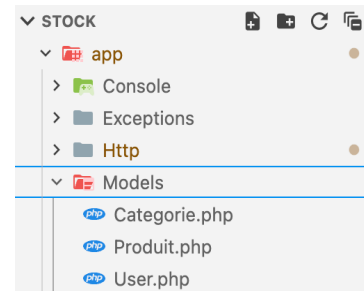 STOCK
app
Console
Exceptions
Http
Models
php Categorie.php
php Produit.php
php User.php